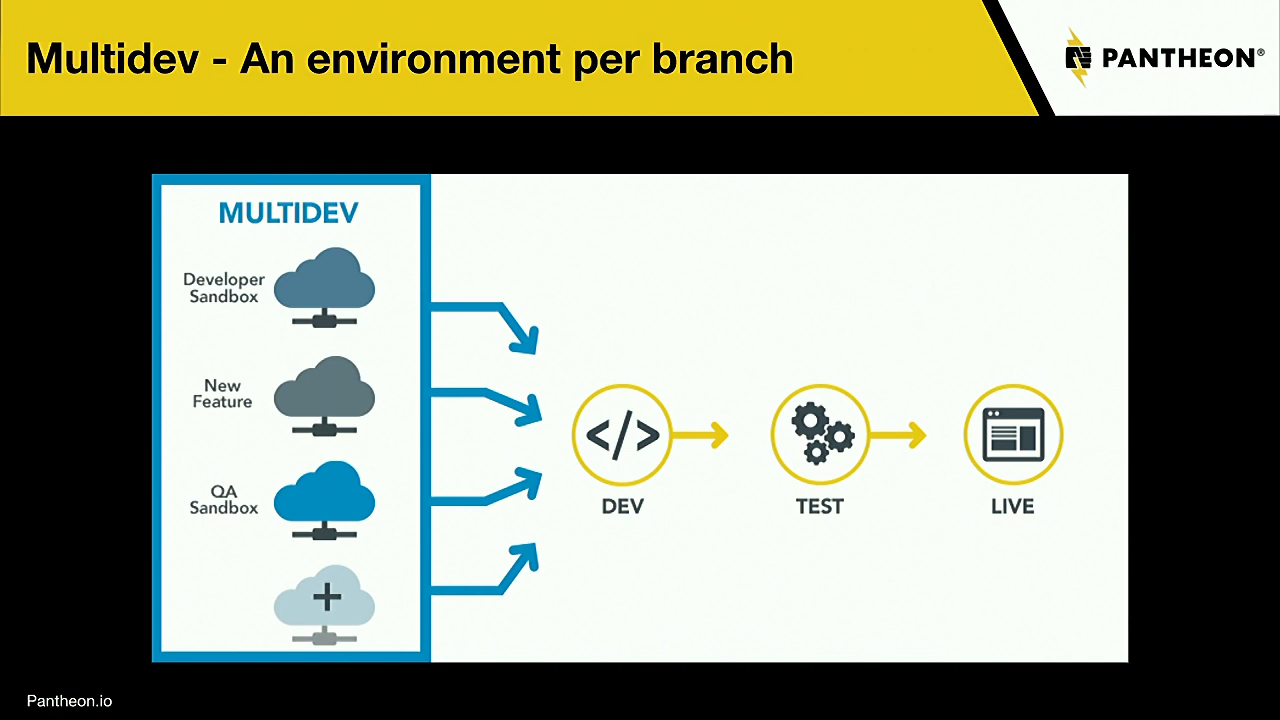 Multidev - An environment per branch
PANTHEON®
MULTIDEV
Developer
Sandbox
New
Feature
QA
Sandbox
+
</>
DEV
TEST
LIVE
Pantheon.io